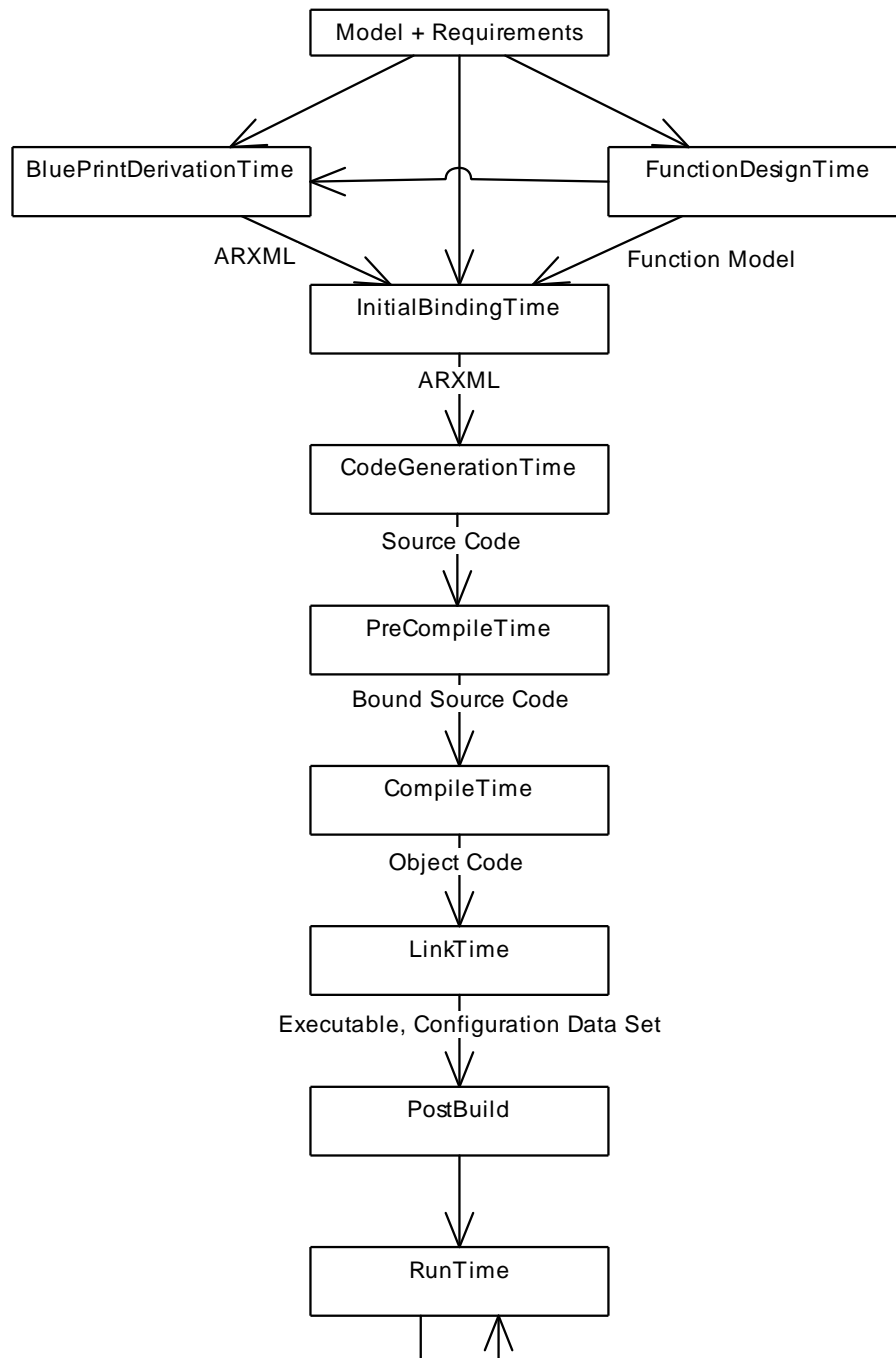 Model + Requirements
BluePrintDerivationTime
FunctionDesignTime
ARXML
Function Model
InitialBindingTime
ARXML
CodeGenerationTime
Source Code
PreCompileTime
Bound Source Code
CompileTime
Object Code
LinkTime
Executable, Configuration Data Set
PostBuild
RunTime